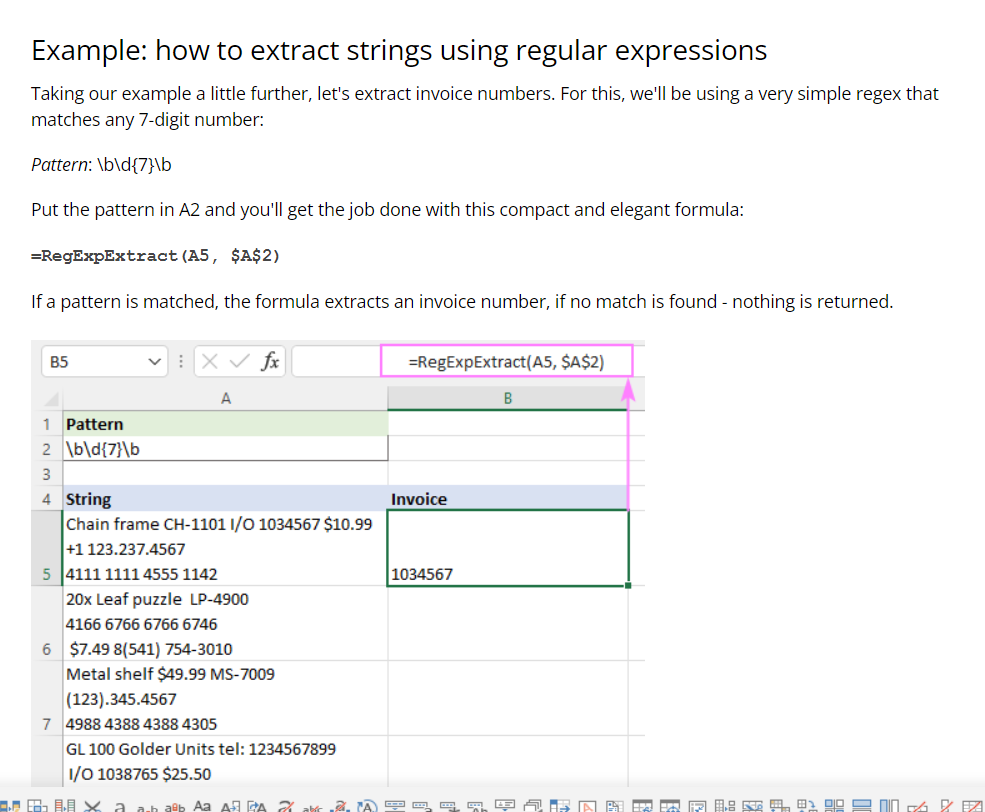 Example: how to extract strings using regular expressions
Taking our example a little further, let's extract invoice numbers. For this, we'll be using a very simple regex that
matches any 7-digit number:
Pattern: \b\d{7}\b
Put the pattern in A2 and you'll get the job done with this compact and elegant formula:
=RegExpExtract(A5, $A$2)
If a pattern is matched, the formula extracts an invoice number, if no match is found - nothing is returned.
B5 fx =RegExpExtract(A5, $A$2)
A B
1 Pattern
2 \b\d{7}\b
3
4 String Invoice
Chain frame CH-1101 I/O 1034567 $10.99
+1 123.237.4567
5 4111 1111 4555 1142 1034567
20x Leaf puzzle LP-4900
4166 6766 6766 6746
6 $7.49 8(541) 754-3010
Metal shelf $49.99 MS-7009
(123).345.4567
7 4988 4388 4388 4305
GL 100 Golder Units tel: 1234567899
I/O 1038765 $25.50